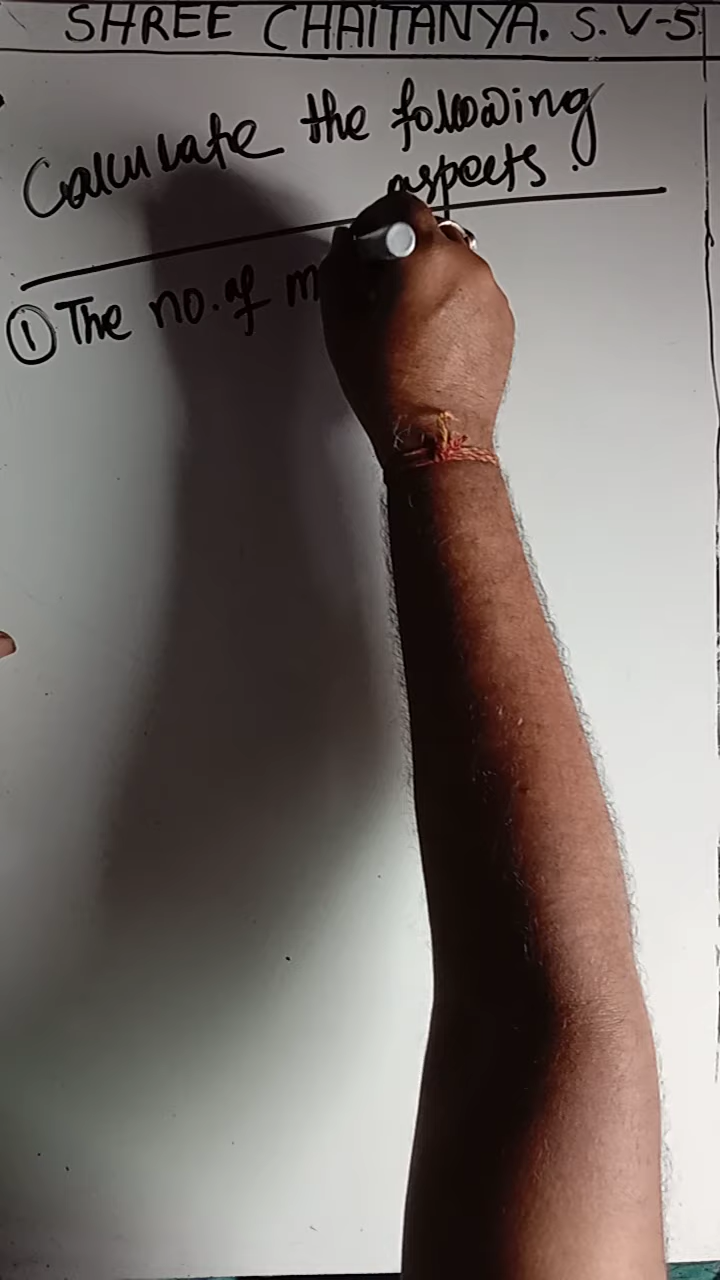 SHREE CHAITANYA. S. V-5
Calculate the following
aspects.
① The no. of m